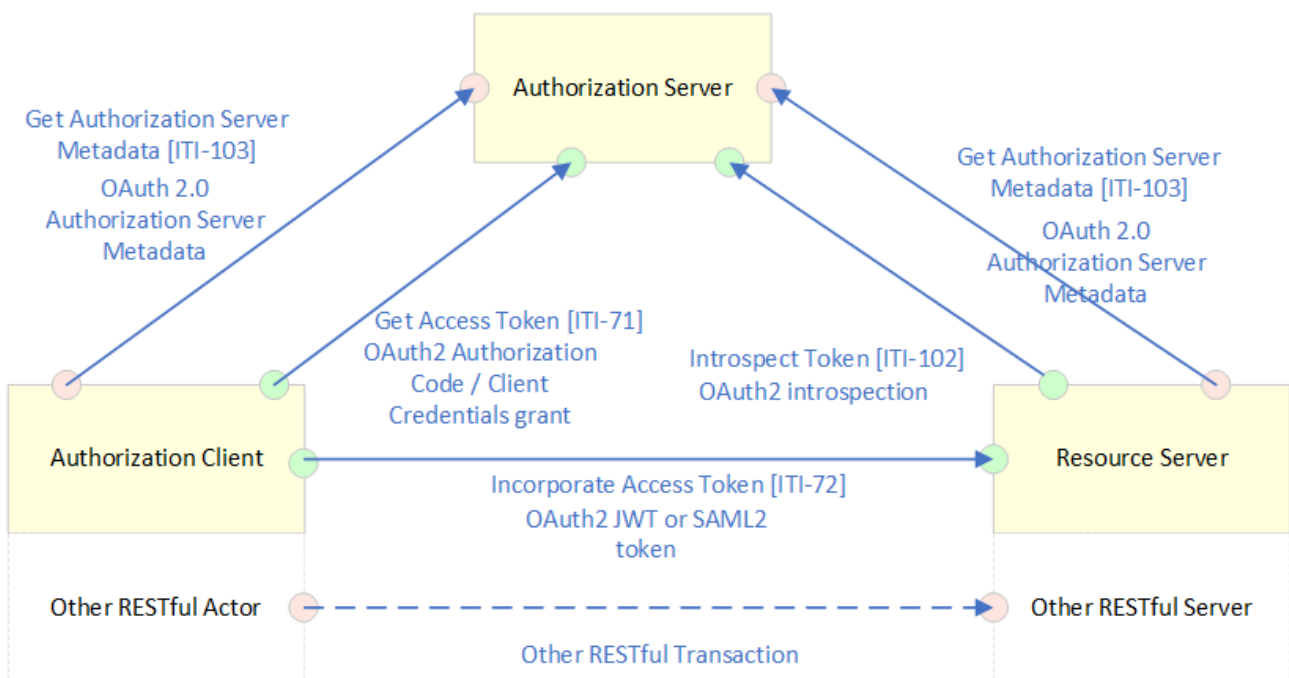 Authorization Server
Get Authorization Server
Metadata [ITI-103]
OAuth 2.0
Authorization Server
Metadata
Get Authorization Server
Metadata [ITI-103]
OAuth 2.0
Authorization Server
Metadata
Get Access Token [ITI-71]
OAuth2 Authorization
Code / Client
Credentials grant
Introspect Token [ITI-102]
OAuth2 introspection
Authorization Client
Resource Server
Incorporate Access Token [ITI-72]
OAuth2 JWT or SAML2
token
Other RESTful Actor
Other RESTful Server
Other RESTful Transaction